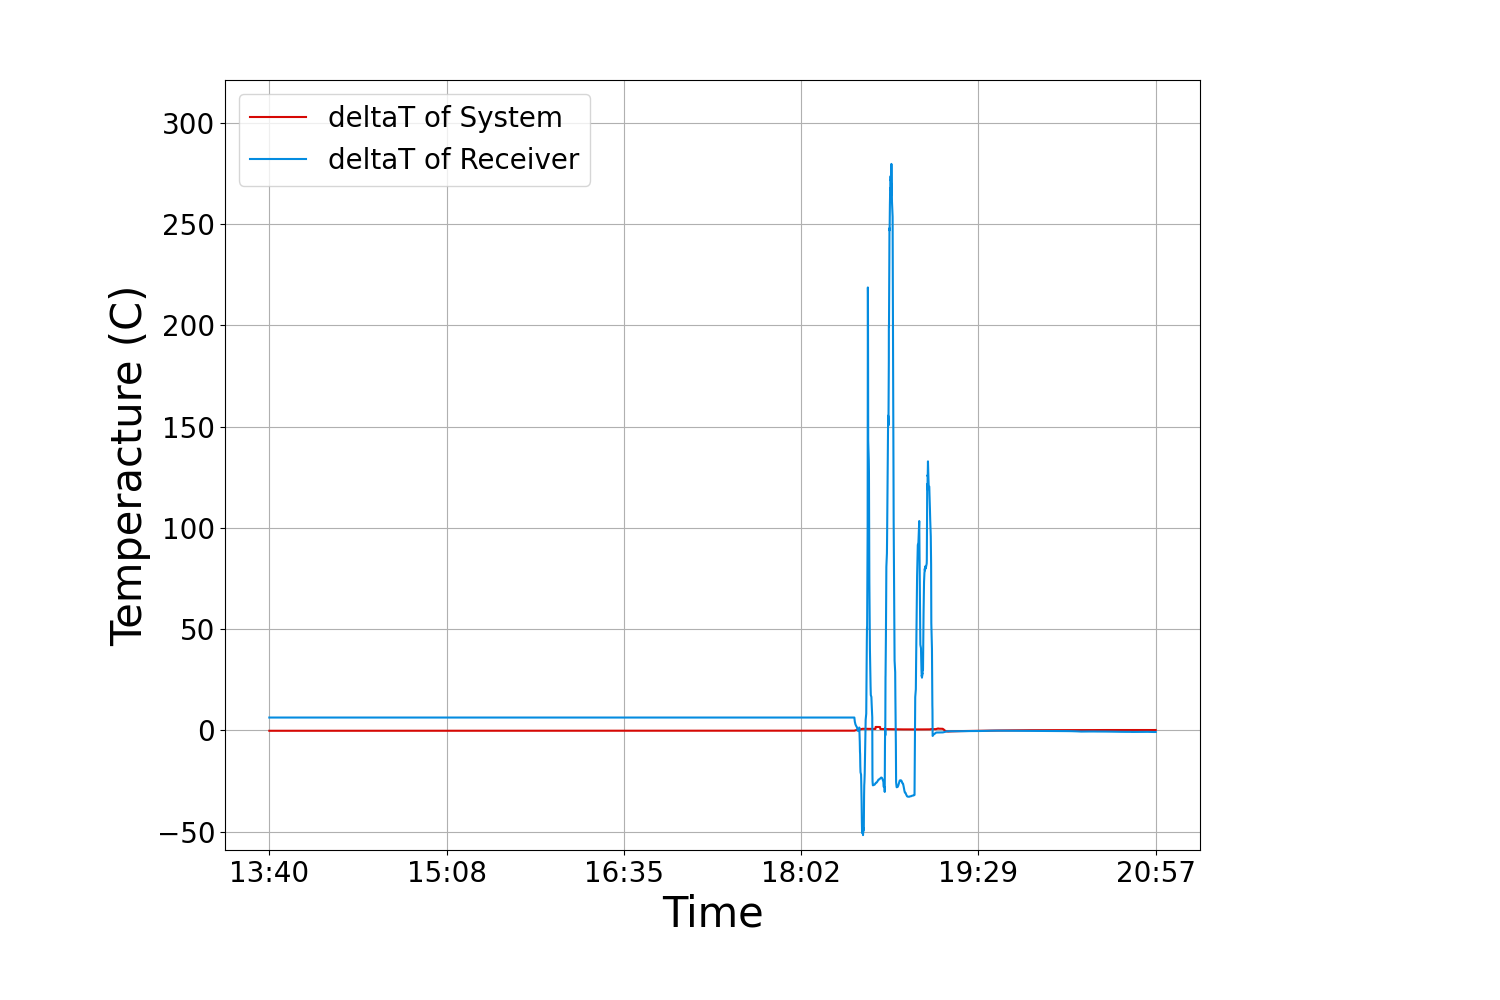 deltaT of System
deltaT of Receiver
300
250
200
150
100
50
0
−50
Temperacture (C)
13:40 15:08 16:35 18:02 19:29 20:57
Time